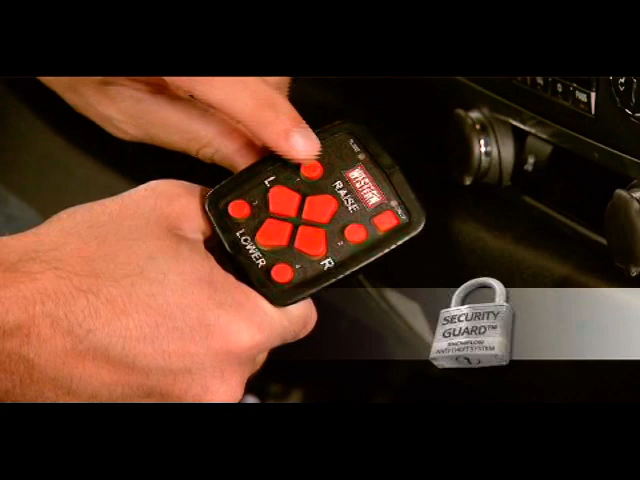 WESTERN
RAISE
L
R
LOWER
SECURITY
GUARD™
SNOWPLOW
ANTI-THEFT SYSTEM